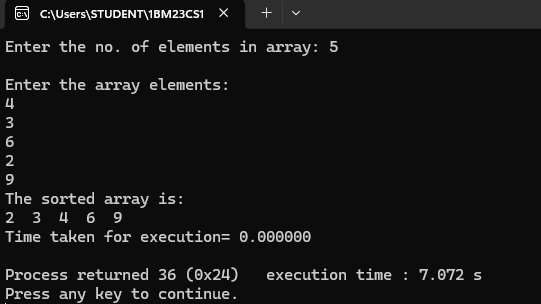 C:\Users\STUDENT\1BM23CS1
Enter the no. of elements in array: 5
Enter the array elements:
4
3
6
2
9
The sorted array is:
2  3  4  6  9
Time taken for execution= 0.000000
Process returned 36 (0x24)   execution time : 7.072 s
Press any key to continue.